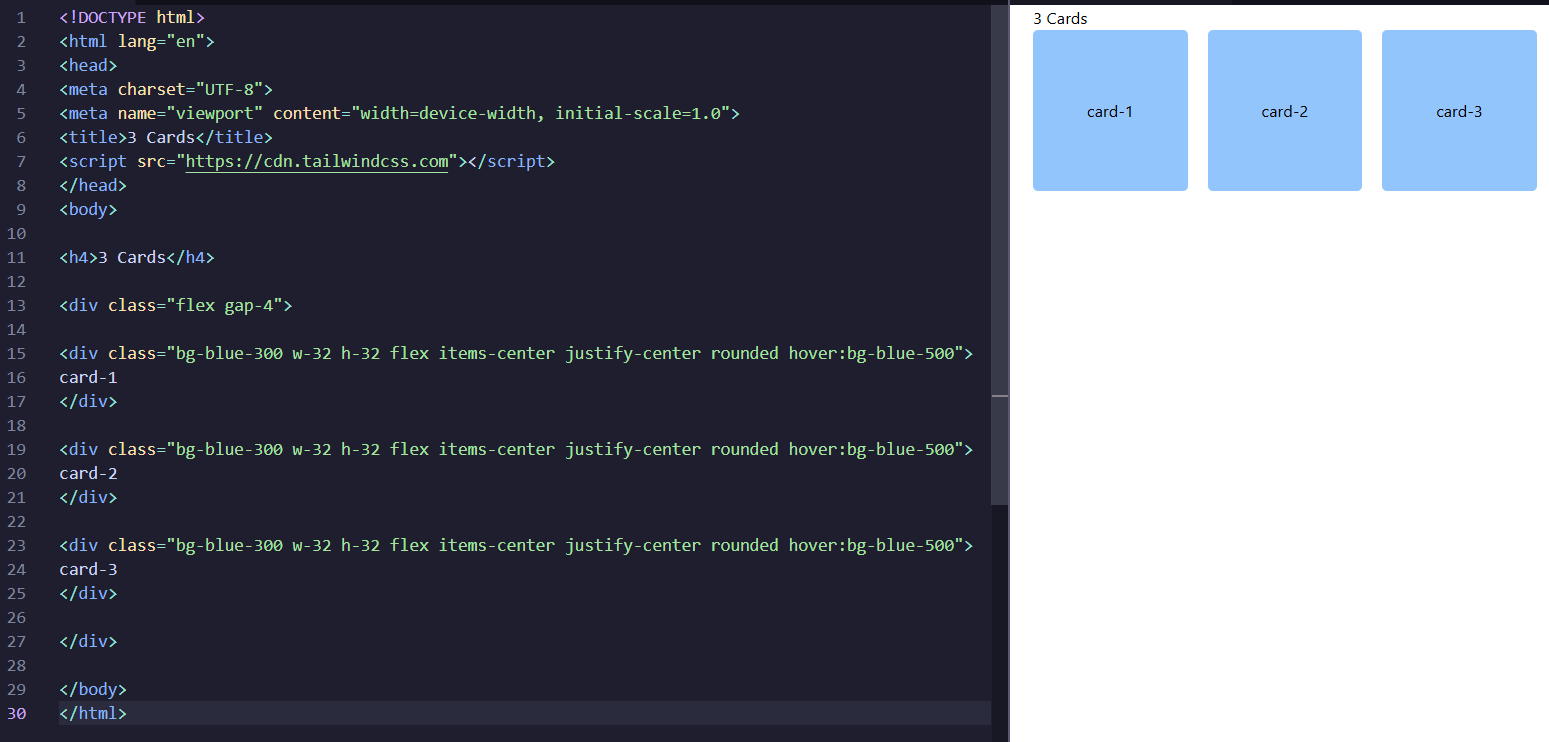 1 <!DOCTYPE html>
2 <html lang="en">
3 <head>
4 <meta charset="UTF-8">
5 <meta name="viewport" content="width=device-width, initial-scale=1.0">
6 <title>3 Cards</title>
7 <script src="https://cdn.tailwindcss.com"></script>
8 </head>
9 <body>
10
11 <h4>3 Cards</h4>
12
13 <div class="flex gap-4">
14
15 <div class="bg-blue-300 w-32 h-32 flex items-center justify-center rounded hover:bg-blue-500">
16 card-1
17 </div>
18
19 <div class="bg-blue-300 w-32 h-32 flex items-center justify-center rounded hover:bg-blue-500">
20 card-2
21 </div>
22
23 <div class="bg-blue-300 w-32 h-32 flex items-center justify-center rounded hover:bg-blue-500">
24 card-3
25 </div>
26
27 </div>
28
29 </body>
30 </html>
3 Cards
card-1 card-2 card-3